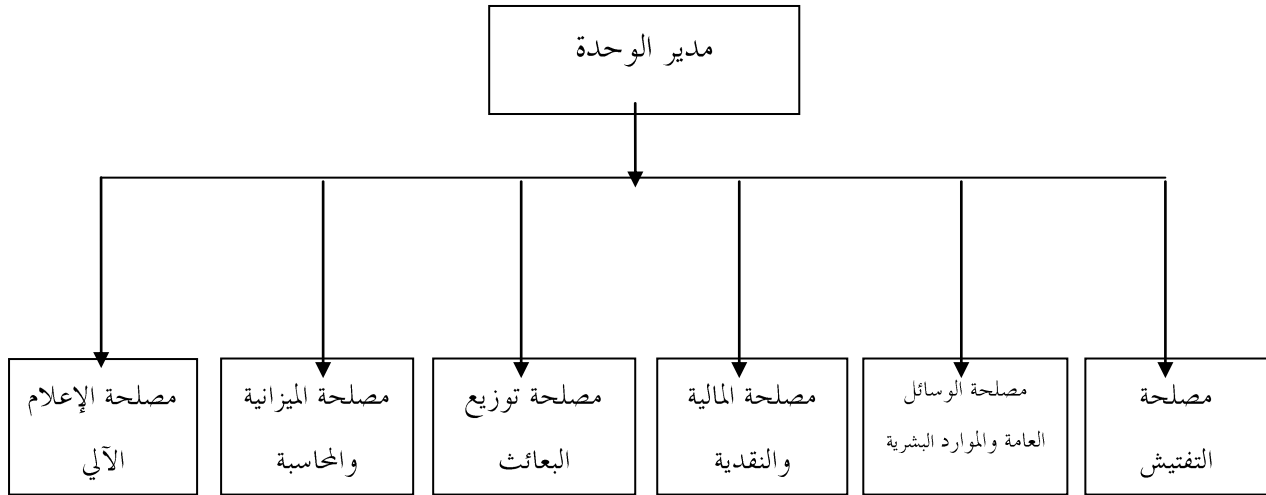 مدير الوحدة
مصلحة
التفتيش
مصلحة الوسائل
العامة والموارد البشرية
مصلحة المالية
والنقدية
مصلحة توزيع
البعائث
مصلحة الميزانية
والمحاسبة
مصلحة الإعلام
الآلي